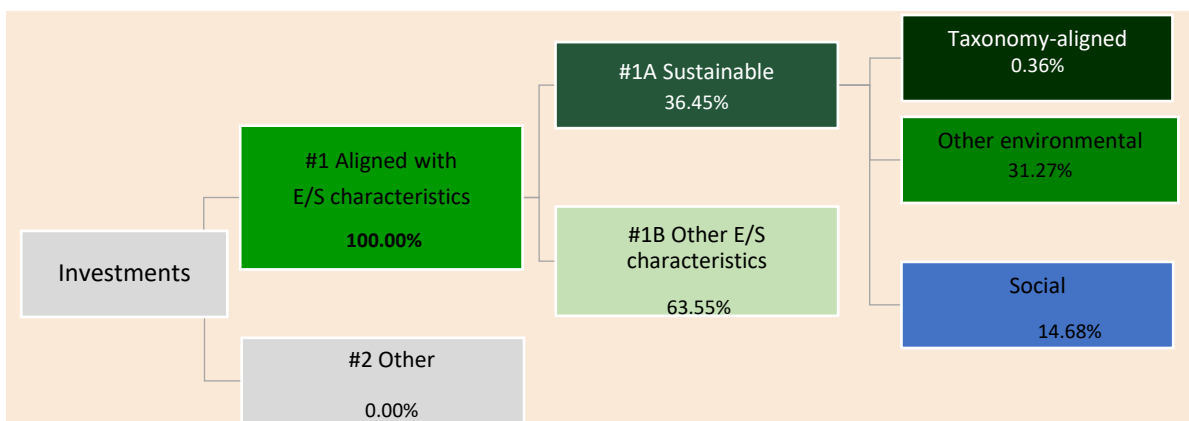 Investments
#1 Aligned with
E/S characteristics
100.00%
#2 Other
0.00%
#1A Sustainable
36.45%
#1B Other E/S
characteristics
63.55%
Taxonomy-aligned
0.36%
Other environmental
31.27%
Social
14.68%